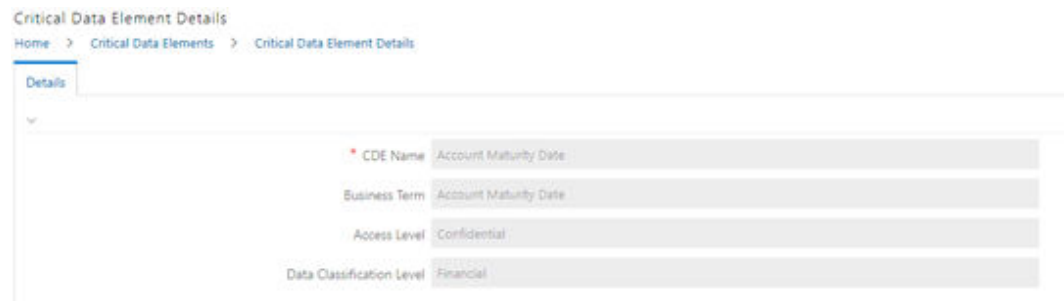 Critical Data Element Details
Home > Critical Data Elements > Critical Data Element Details
Details
* CDE Name Account Maturity Date
Business Term Account Maturity Date
Access Level Confidential
Data Classification Level Financial